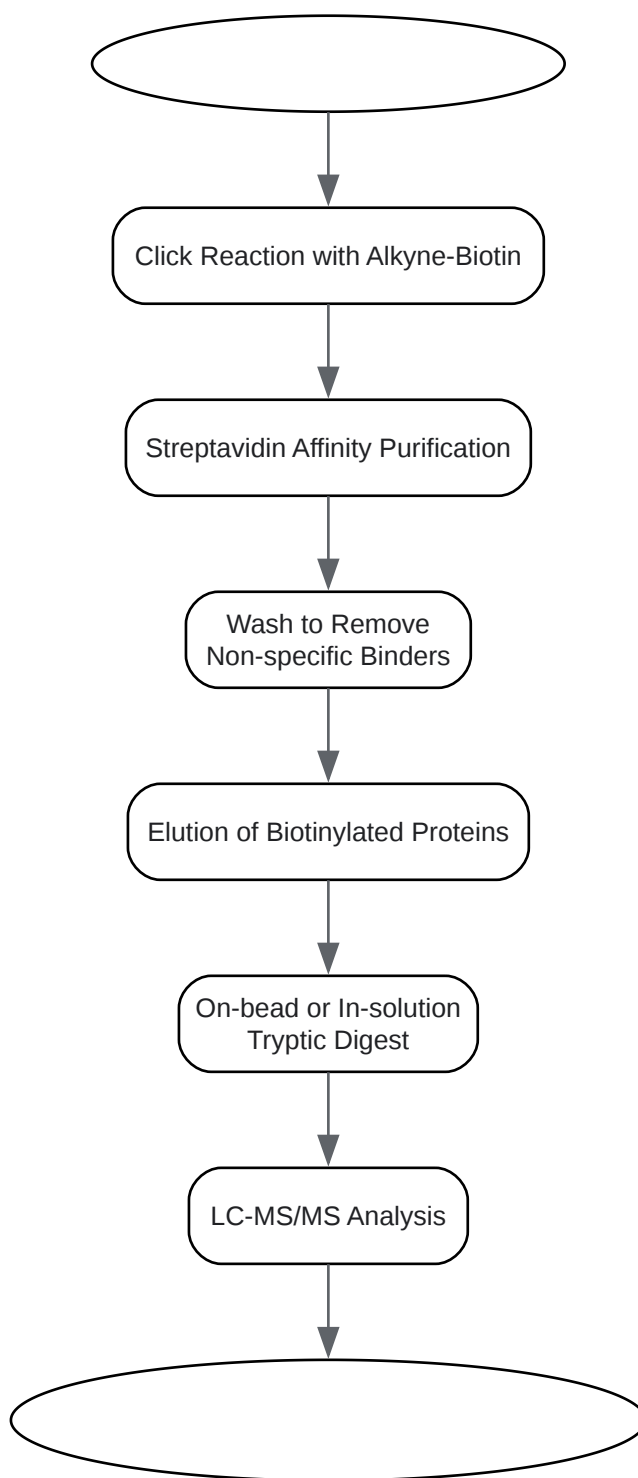 Click Reaction with Alkyne-Biotin
Streptavidin Affinity Purification
Wash to Remove
Non-specific Binders
Elution of Biotinylated Proteins
On-bead or In-solution
Tryptic Digest
LC-MS/MS Analysis